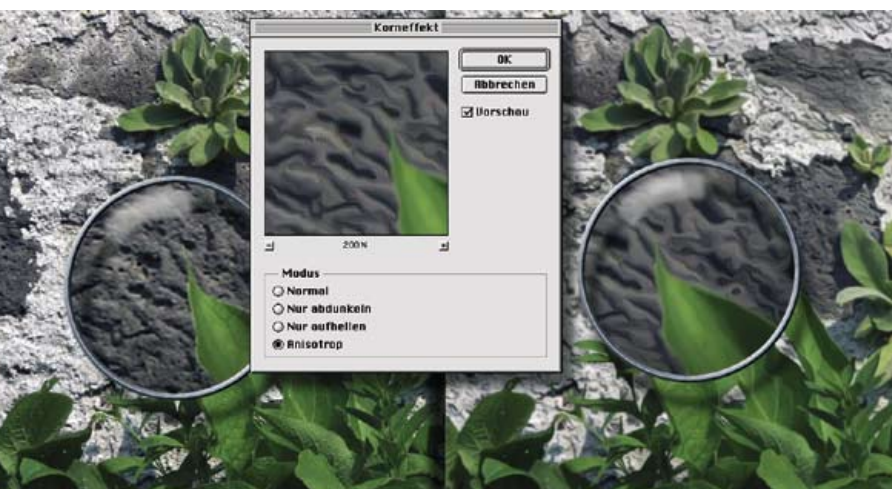 Korneffekt
OK
Abbrechen
Vorschau
200%
Modus
Normal
Nur abdunkeln
Nur aufhellen
Anisotrop